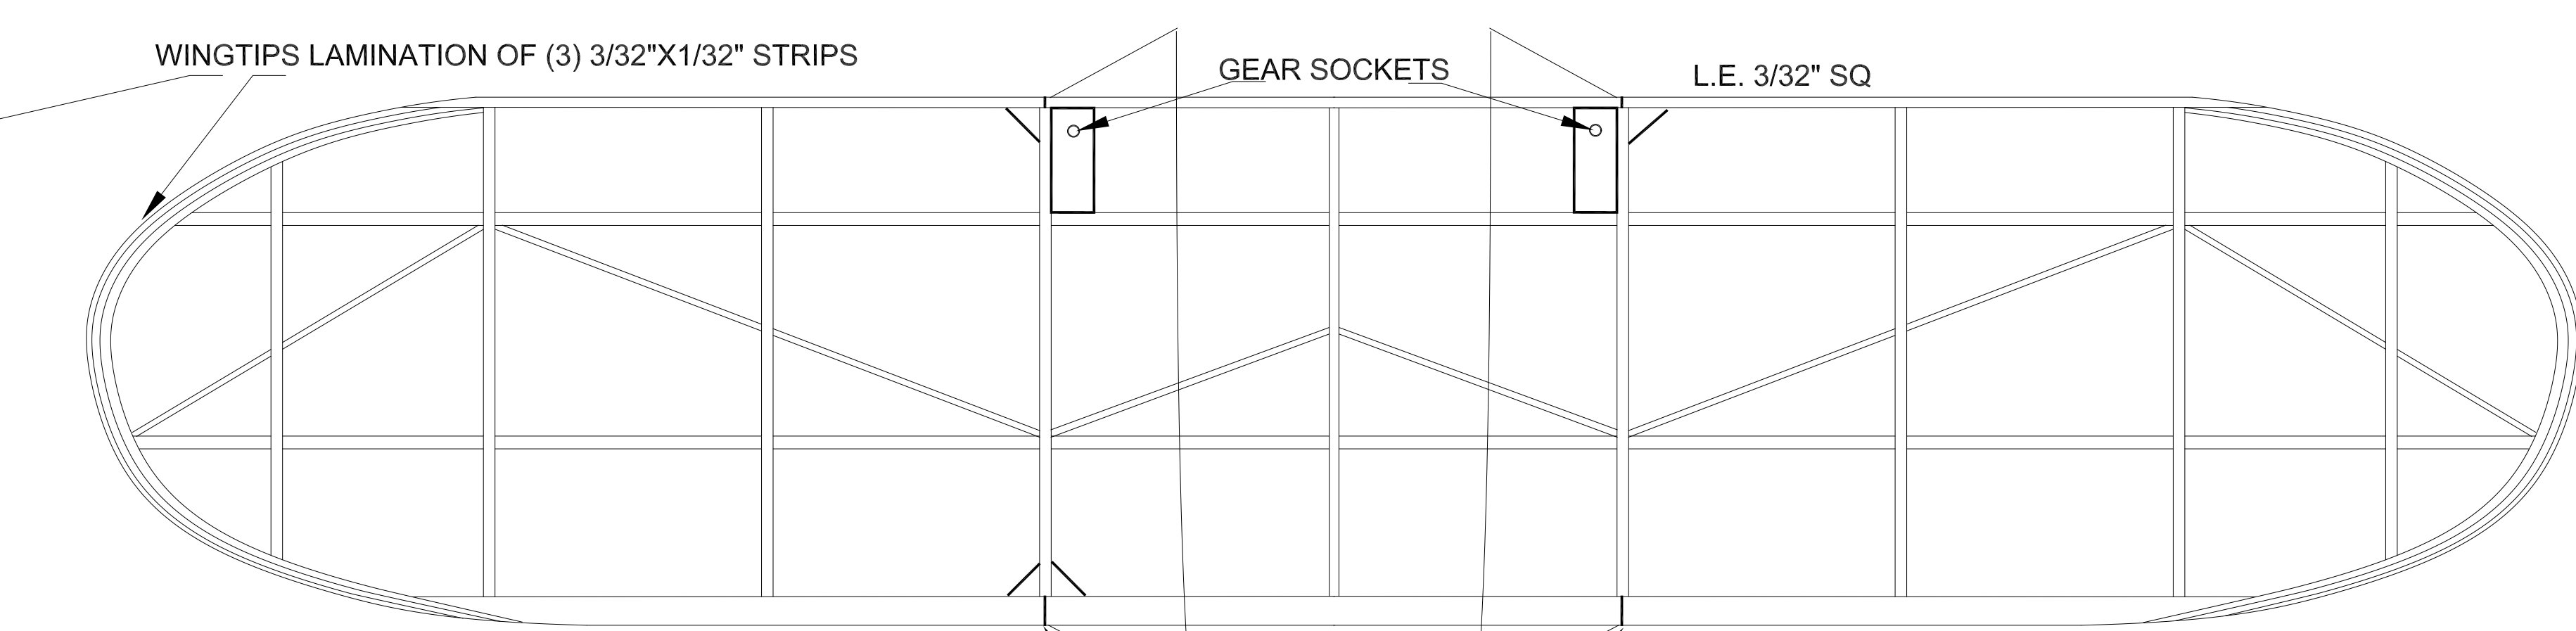 WINGTIPS LAMINATION OF (3) 3/32"X1/32" STRIPS
GEAR SOCKETS
L.E. 3/32" SQ